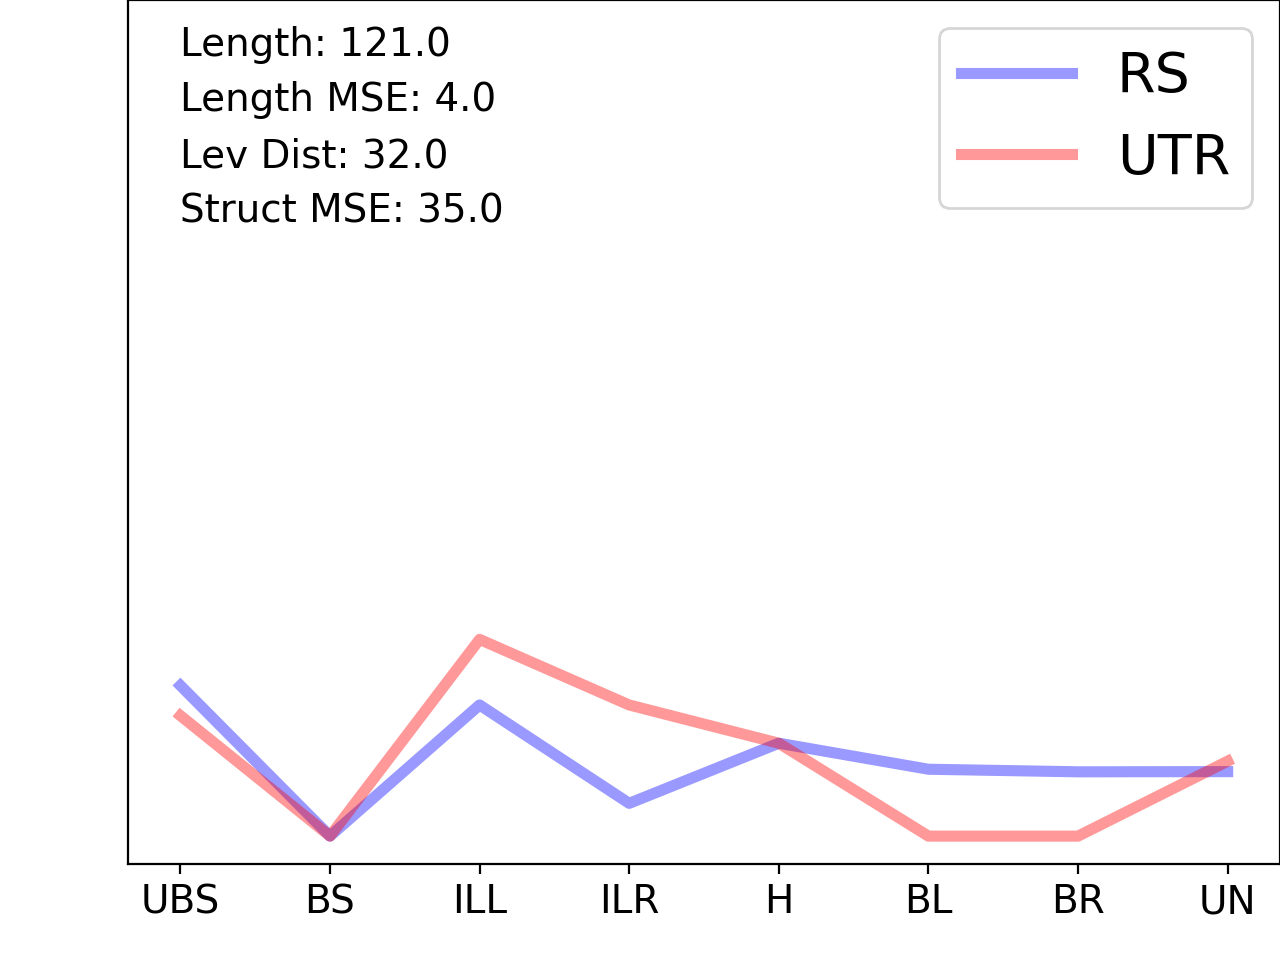 Length: 121.0
Length MSE: 4.0
Lev Dist: 32.0
Struct MSE: 35.0
RS
UTR
UBS BS ILL ILR H BL BR UN